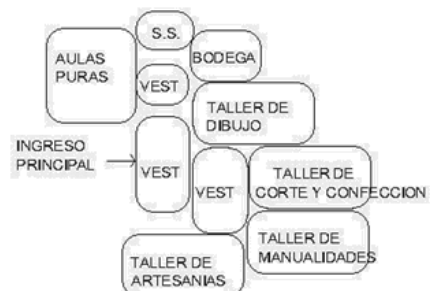 S.S.
AULAS
PURAS
BODEGA
VEST
TALLER DE
DIBUJO
INGRESO
PRINCIPAL
VEST
VEST
TALLER DE
CORTE Y CONFECCION
TALLER DE
MANUALIDADES
TALLER DE
ARTESANIAS